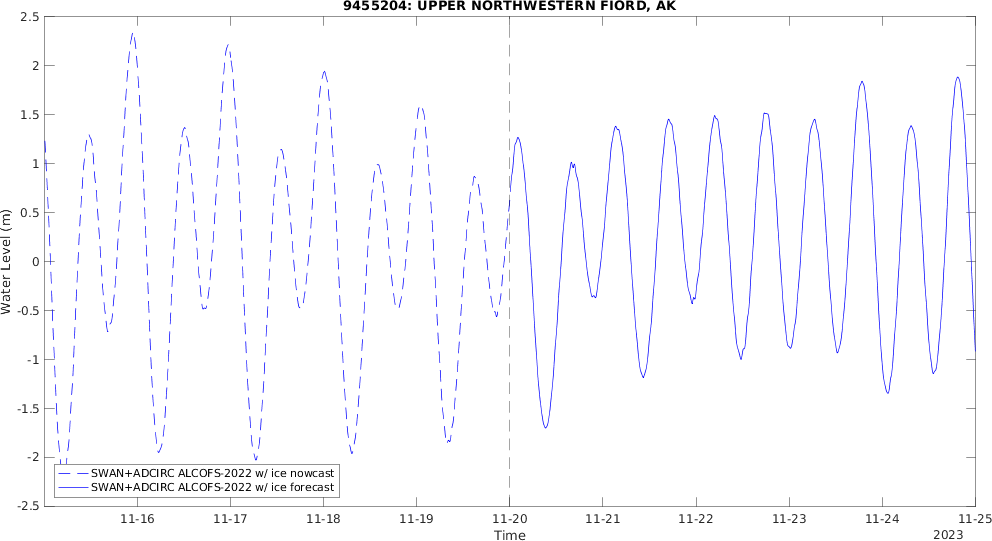 9455204: UPPER NORTHWESTERN FIORD, AK
2.5
2
1.5
1
0.5
0
-0.5
-1
-1.5
-2
-2.5
Water Level (m)
SWAN+ADCIRC ALCOFS-2022 w/ ice nowcast
SWAN+ADCIRC ALCOFS-2022 w/ ice forecast
11-16 11-17 11-18 11-19 11-20 11-21 11-22 11-23 11-24 11-25
Time
2023